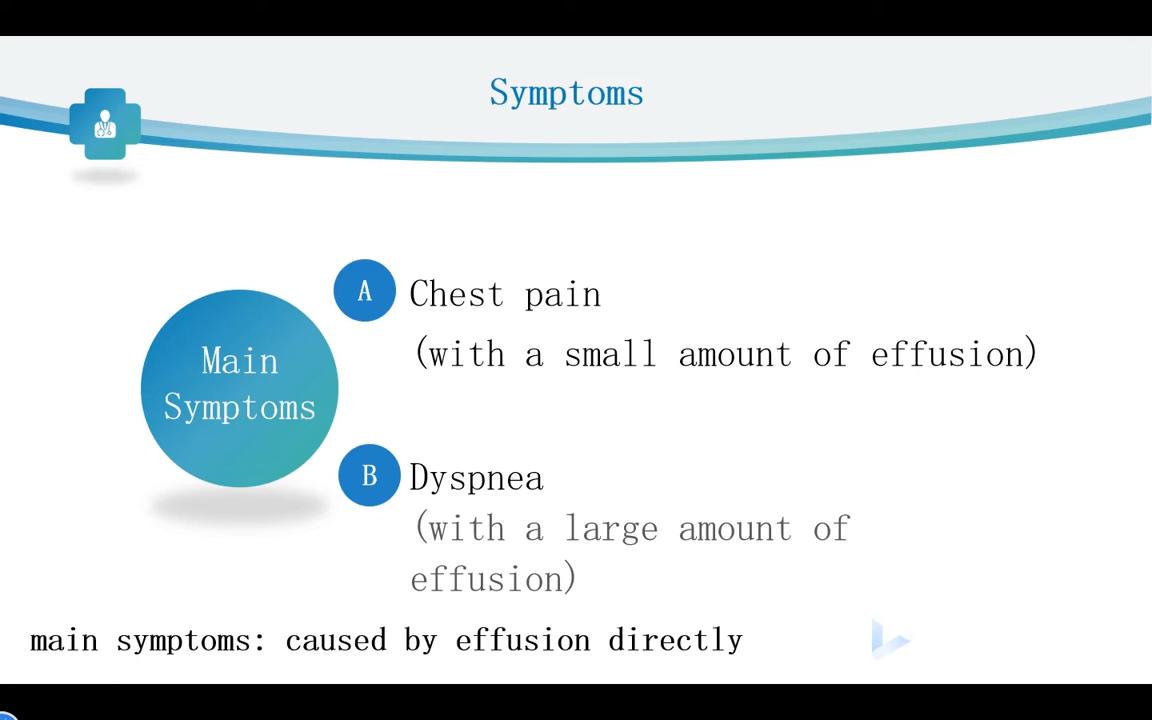 Symptoms
A
Chest pain
(with a small amount of effusion)
Main
Symptoms
B
Dyspnea
(with a large amount of
effusion)
main symptoms: caused by effusion directly